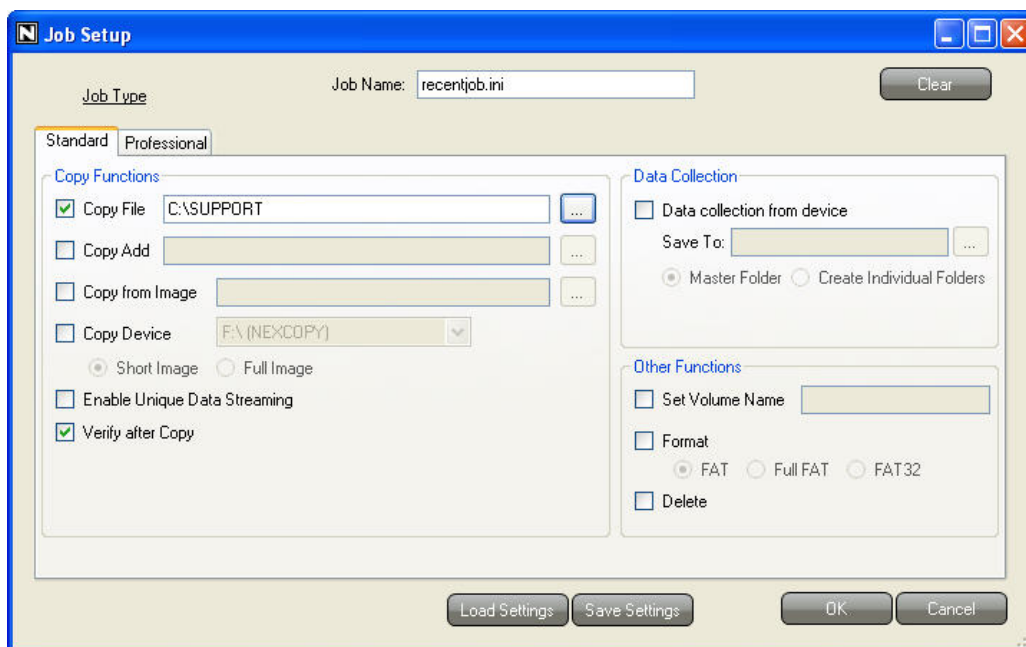 N Job Setup
Job Type
Job Name: recentjob.ini
Clear
Standard Professional
Copy Functions
Copy File C:\SUPPORT ...
Copy Add ...
Copy from Image ...
Copy Device F:\ (NEXCOPY)
Short Image Full Image
Enable Unique Data Streaming
Verify after Copy
Data Collection
Data collection from device
Save To: ...
Master Folder Create Individual Folders
Other Functions
Set Volume Name
Format
FAT Full FAT FAT32
Delete
Load Settings Save Settings OK Cancel